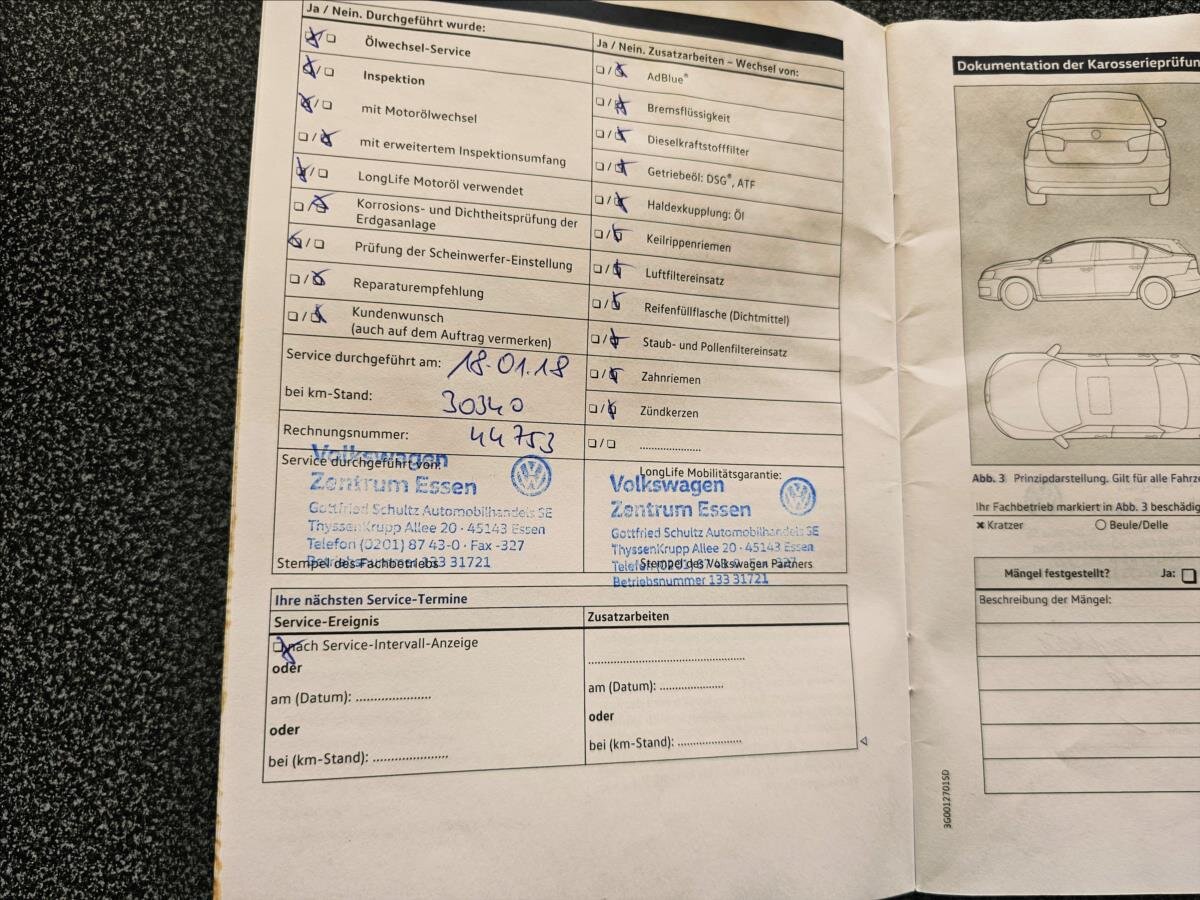 Ja / Nein. Durchgeführt wurde:
☒ / ☐ Ölwechsel-Service
☒ / ☐ Inspektion
☒ / ☐ mit Motorölwechsel
☐ / ☒ mit erweitertem Inspektionsumfang
☒ / ☐ LongLife Motoröl verwendet
☐ / ☒ Korrosions- und Dichtheitsprüfung der
Erdgasanlage
☒ / ☐ Prüfung der Scheinwerfer-Einstellung
☐ / ☒ Reparaturempfehlung
☐ / ☒ Kundenwunsch
(auch auf dem Auftrag vermerken)
Service durchgeführt am: 18.01.18
bei km-Stand: 30340
Rechnungsnummer: 44753
Service durchgeführt von:
Volkswagen
Zentrum Essen
Gottfried Schultz Automobilhandels SE
ThyssenKrupp Allee 20 · 45143 Essen
Telefon (0201) 87 43-0 · Fax -327
Betriebsnummer 133 31721
Stempel des Fachbetriebs
Ja / Nein. Zusatzarbeiten – Wechsel von:
☐ / ☒ AdBlue®
☐ / ☒ Bremsflüssigkeit
☐ / ☒ Dieselkraftstofffilter
☐ / ☒ Getriebeöl: DSG®, ATF
☐ / ☒ Haldexkupplung: Öl
☐ / ☒ Keilrippenriemen
☐ / ☒ Luftfiltereinsatz
☐ / ☒ Reifenfüllflasche (Dichtmittel)
☐ / ☒ Staub- und Pollenfiltereinsatz
☐ / ☒ Zahnriemen
☐ / ☒ Zündkerzen
☐ / ☐ ......................
LongLife Mobilitätsgarantie:
Volkswagen
Zentrum Essen
Gottfried Schultz Automobilhandels SE
ThyssenKrupp Allee 20 · 45143 Essen
Stempel des Volkswagen Partners
Betriebsnummer 133 31721
Ihre nächsten Service-Termine
Service-Ereignis
☒ nach Service-Intervall-Anzeige
oder
am (Datum): ......................
oder
bei (km-Stand): ......................
Zusatzarbeiten
......................
am (Datum): ..................
oder
bei (km-Stand): ..................
Dokumentation der Karosserieprüfun
Abb. 3 Prinzipdarstellung. Gilt für alle Fahrze
Ihr Fachbetrieb markiert in Abb. 3 beschädig
✖ Kratzer ○ Beule/Delle
Mängel festgestellt? Ja: ☐
Beschreibung der Mängel:
3G0012701SD